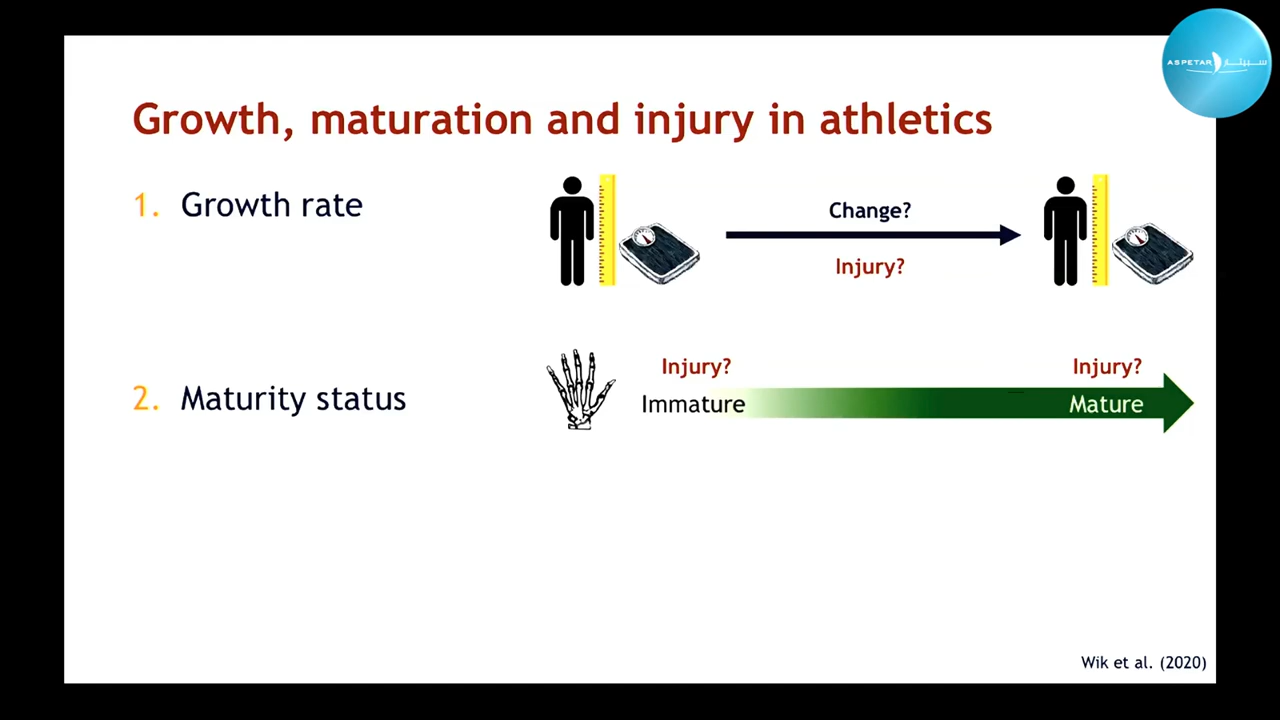 ASPETAR سبيتار
Growth, maturation and injury in athletics
1. Growth rate
Change?
Injury?
2. Maturity status
Injury?
Injury?
Immature
Mature
Wik et al. (2020)